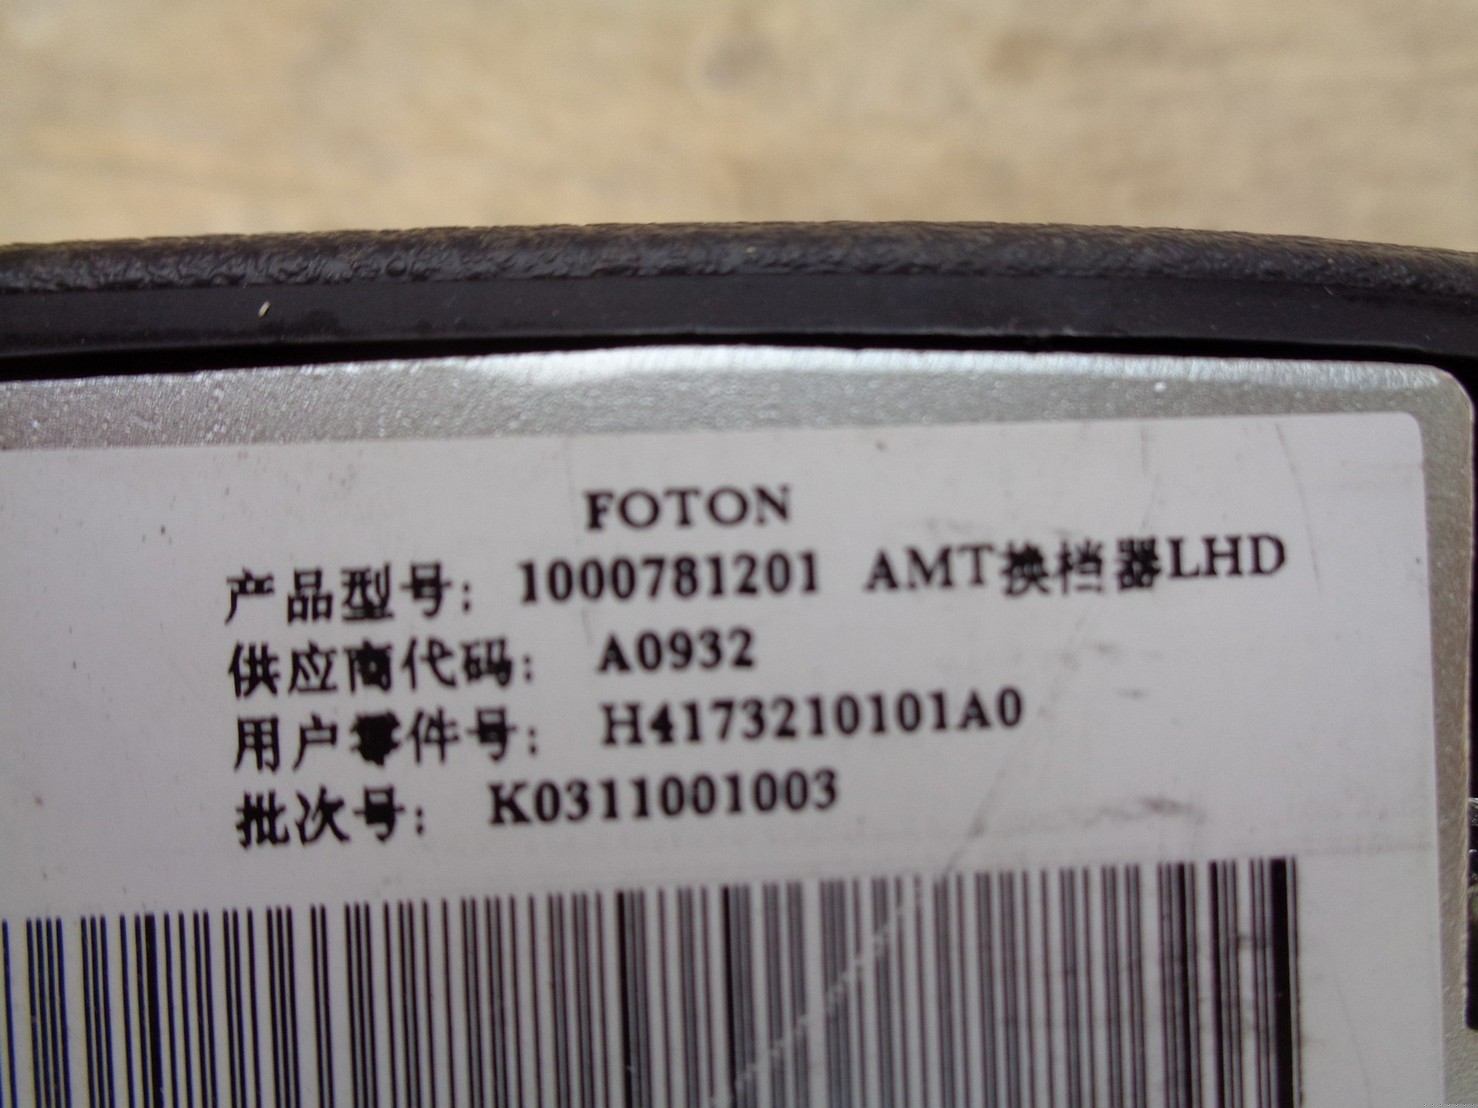 FOTON
产品型号: 1000781201 AMT换档器LHD
供应商代码: A0932
用户零件号: H4173210101A0
批次号: K0311001003